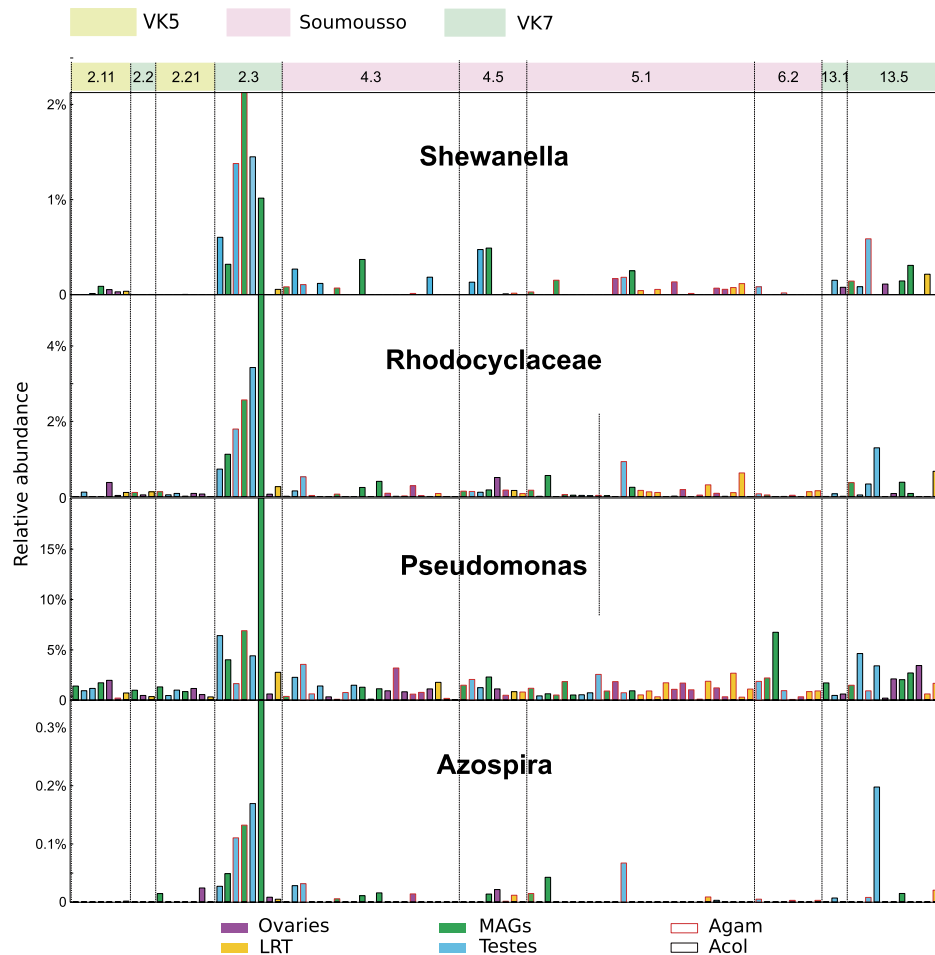 VK5 Soumousso VK7
2.11 2.2 2.21 2.3 4.3 4.5 5.1 6.2 13.1 13.5
2%
Shewanella
1%
0
4%
Rhodocyclaceae
2%
0
Relative abundance
15%
Pseudomonas
10%
5%
0
0.3%
Azospira
0.2%
0.1%
0
Ovaries MAGs Agam
LRT Testes Acol